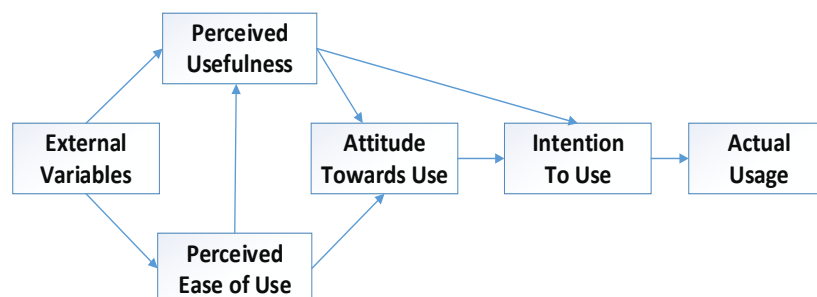 Perceived
Usefulness
External
Variables
Attitude
Towards Use
Intention
To Use
Actual
Usage
Perceived
Ease of Use